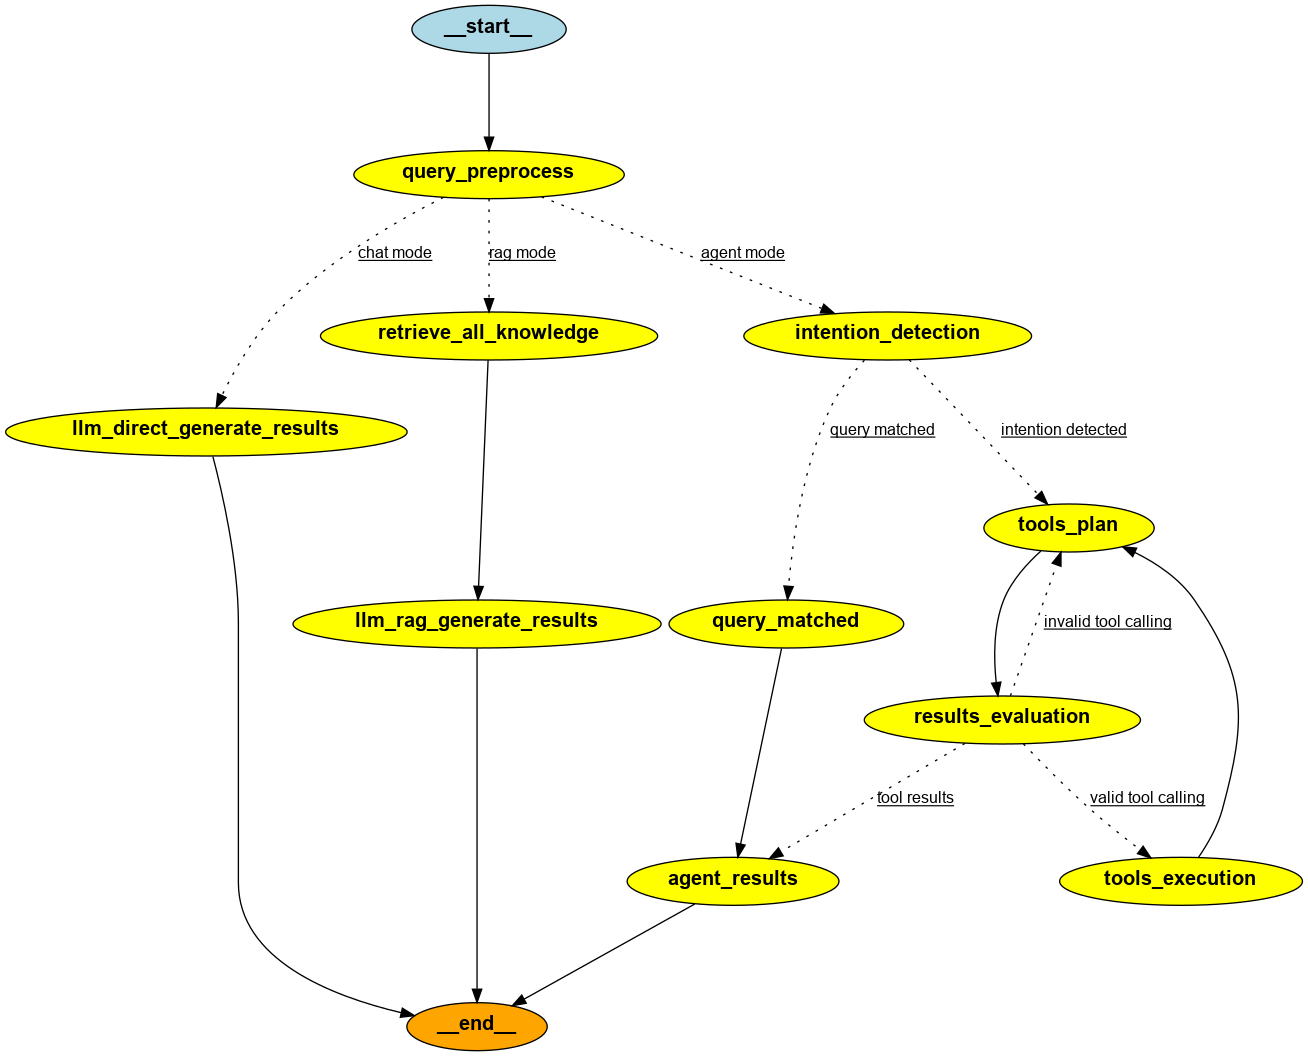 __start__
query_preprocess
chat mode
rag mode
agent mode
retrieve_all_knowledge
intention_detection
llm_direct_generate_results
query matched
intention detected
tools_plan
llm_rag_generate_results
query_matched
invalid tool calling
results_evaluation
tool results
valid tool calling
agent_results
tools_execution
__end__